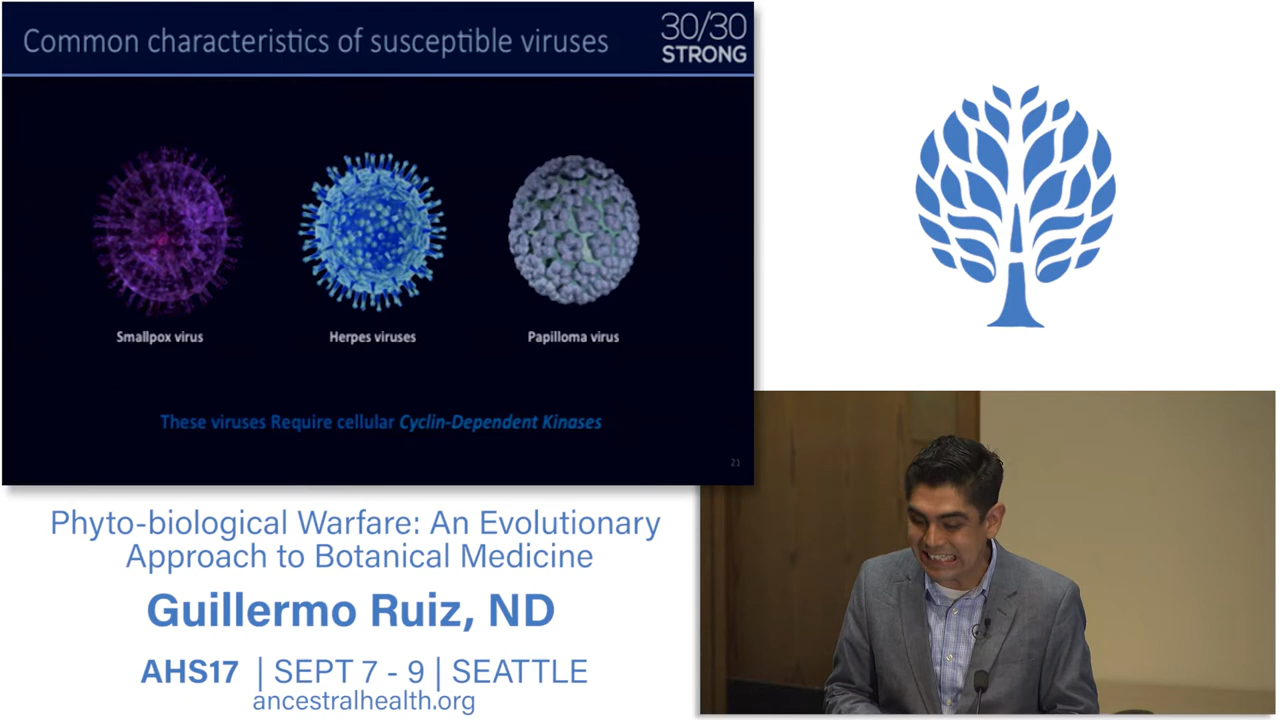 Common characteristics of susceptible viruses
30/30
STRONG
Smallpox virus
Herpes viruses
Papilloma virus
These viruses Require cellular Cyclin-Dependent Kinases
21
Phyto-biological Warfare: An Evolutionary
Approach to Botanical Medicine
Guillermo Ruiz, ND
AHS17 | SEPT 7 - 9 | SEATTLE
ancestralhealth.org